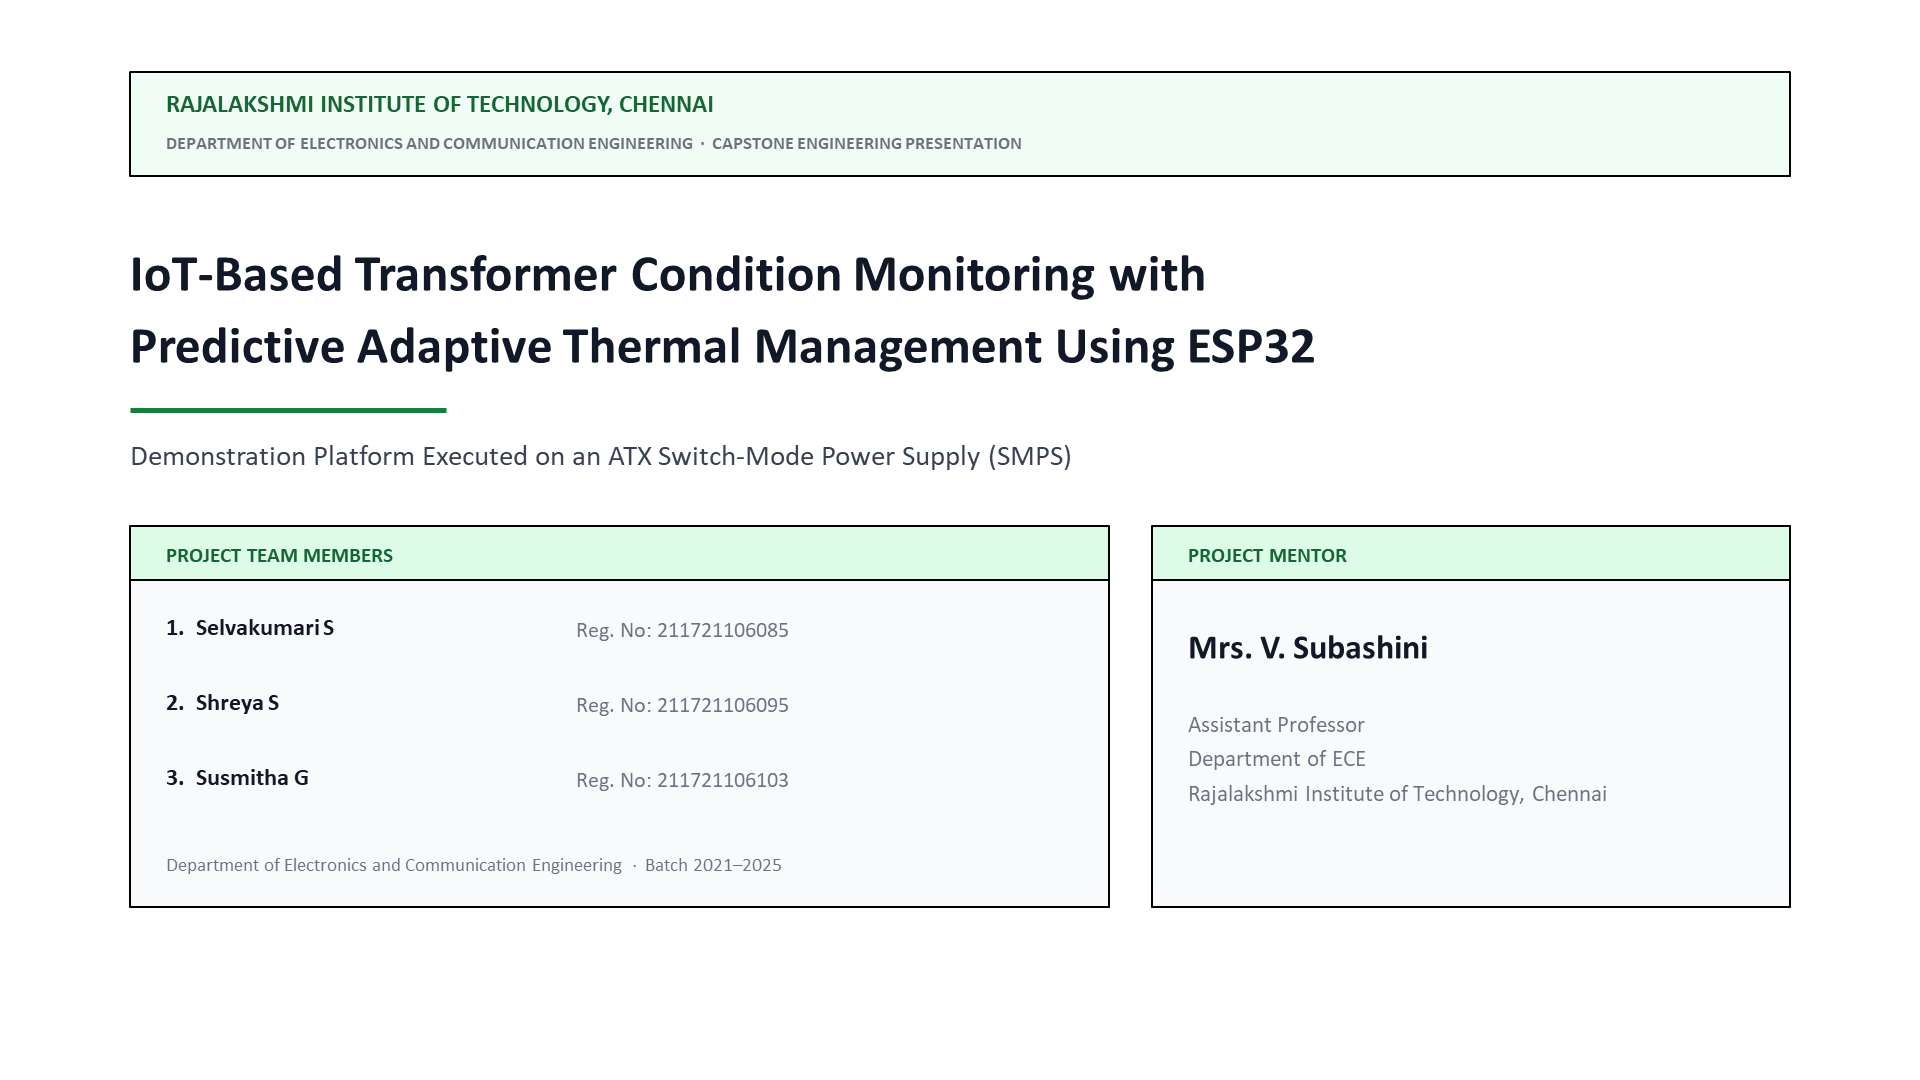 RAJALAKSHMI INSTITUTE OF TECHNOLOGY, CHENNAI
DEPARTMENT OF ELECTRONICS AND COMMUNICATION ENGINEERING · CAPSTONE ENGINEERING PRESENTATION
IoT-Based Transformer Condition Monitoring with
Predictive Adaptive Thermal Management Using ESP32
Demonstration Platform Executed on an ATX Switch-Mode Power Supply (SMPS)
PROJECT TEAM MEMBERS
1. Selvakumari S Reg. No: 211721106085
2. Shreya S Reg. No: 211721106095
3. Susmitha G Reg. No: 211721106103
Department of Electronics and Communication Engineering · Batch 2021–2025
PROJECT MENTOR
Mrs. V. Subashini
Assistant Professor
Department of ECE
Rajalakshmi Institute of Technology, Chennai